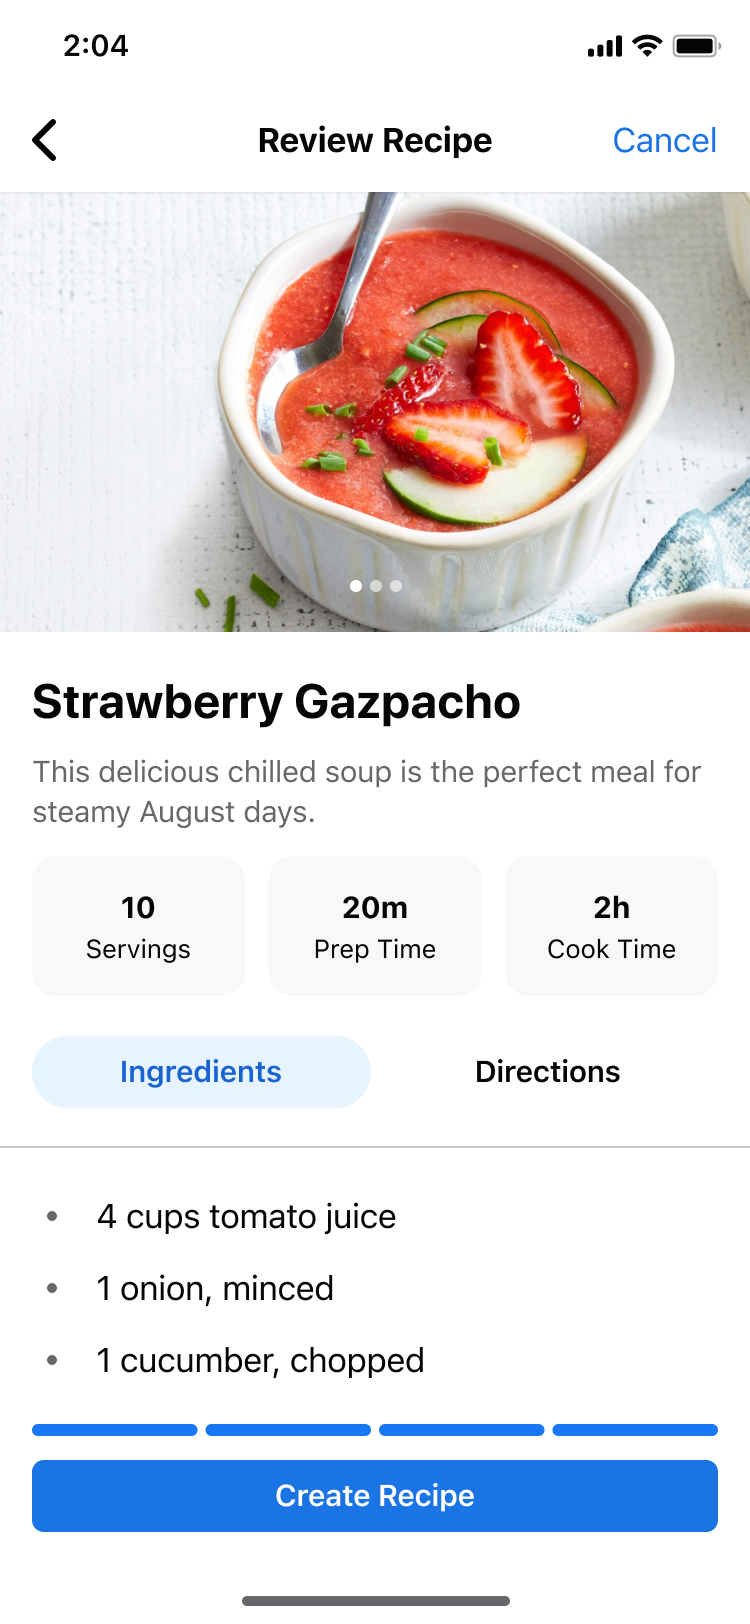 2:04
Review Recipe
Cancel
Strawberry Gazpacho
This delicious chilled soup is the perfect meal for
steamy August days.
10
Servings
20m
Prep Time
2h
Cook Time
Ingredients
Directions
• 4 cups tomato juice
• 1 onion, minced
• 1 cucumber, chopped
Create Recipe